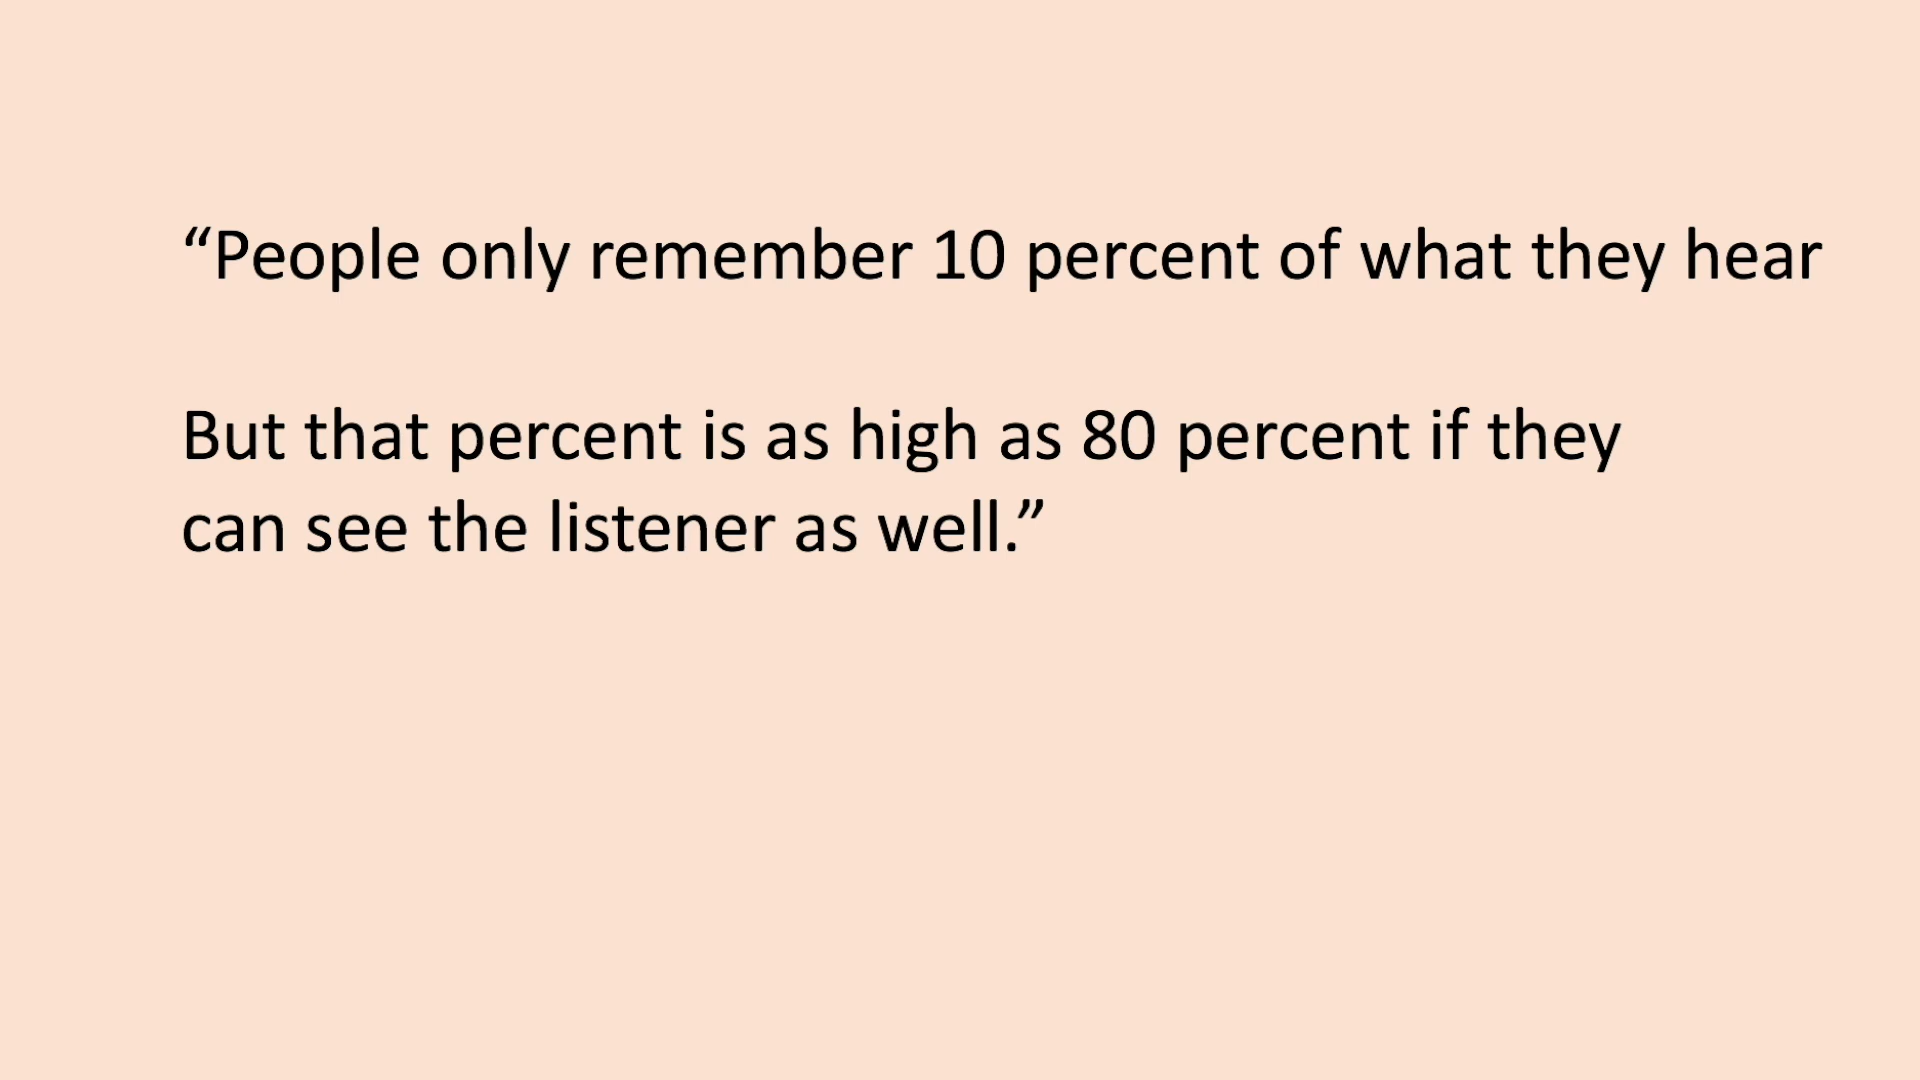 “People only remember 10 percent of what they hear
But that percent is as high as 80 percent if they
can see the listener as well.”